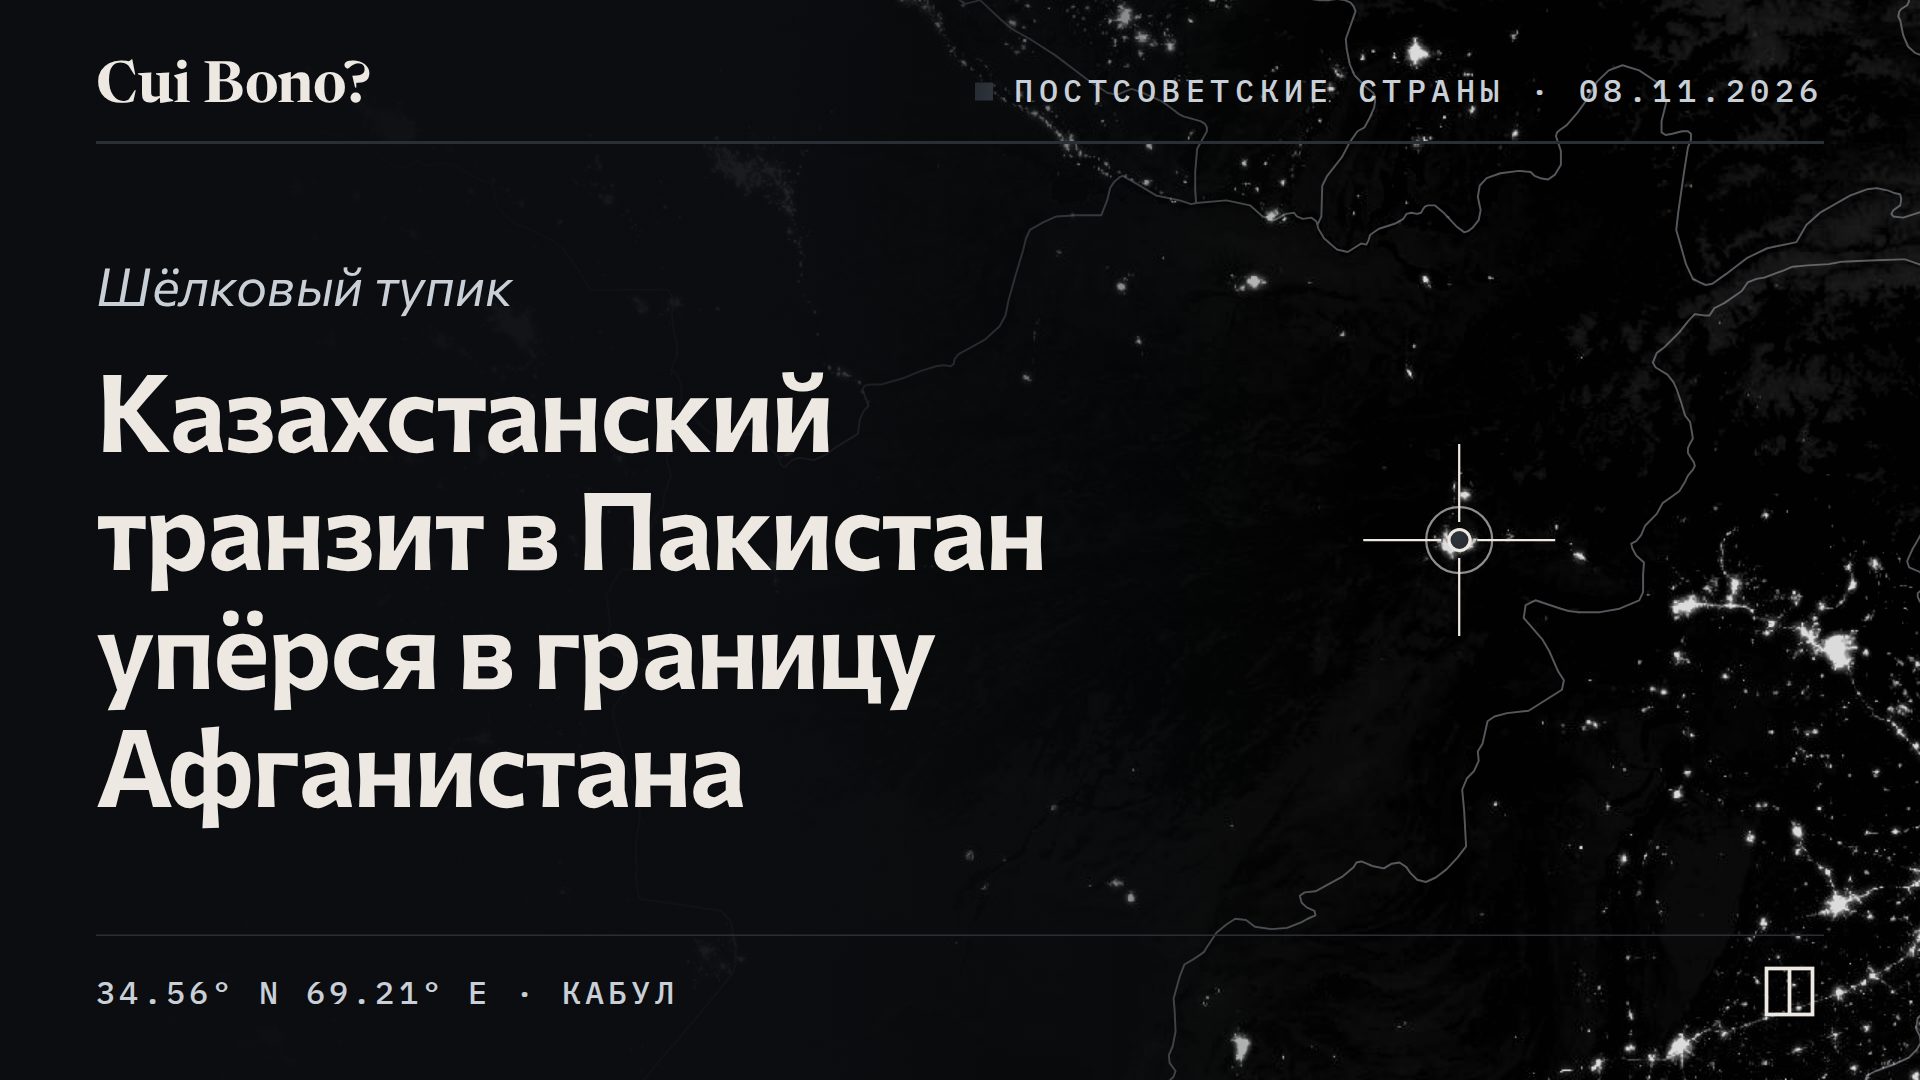 Cui Bono?
ПОСТСОВЕТСКИЕ СТРАНЫ · 08.11.2026
Шёлковый тупик
Казахстанский
транзит в Пакистан
упёрся в границу
Афганистана
34.56° N 69.21° E · КАБУЛ